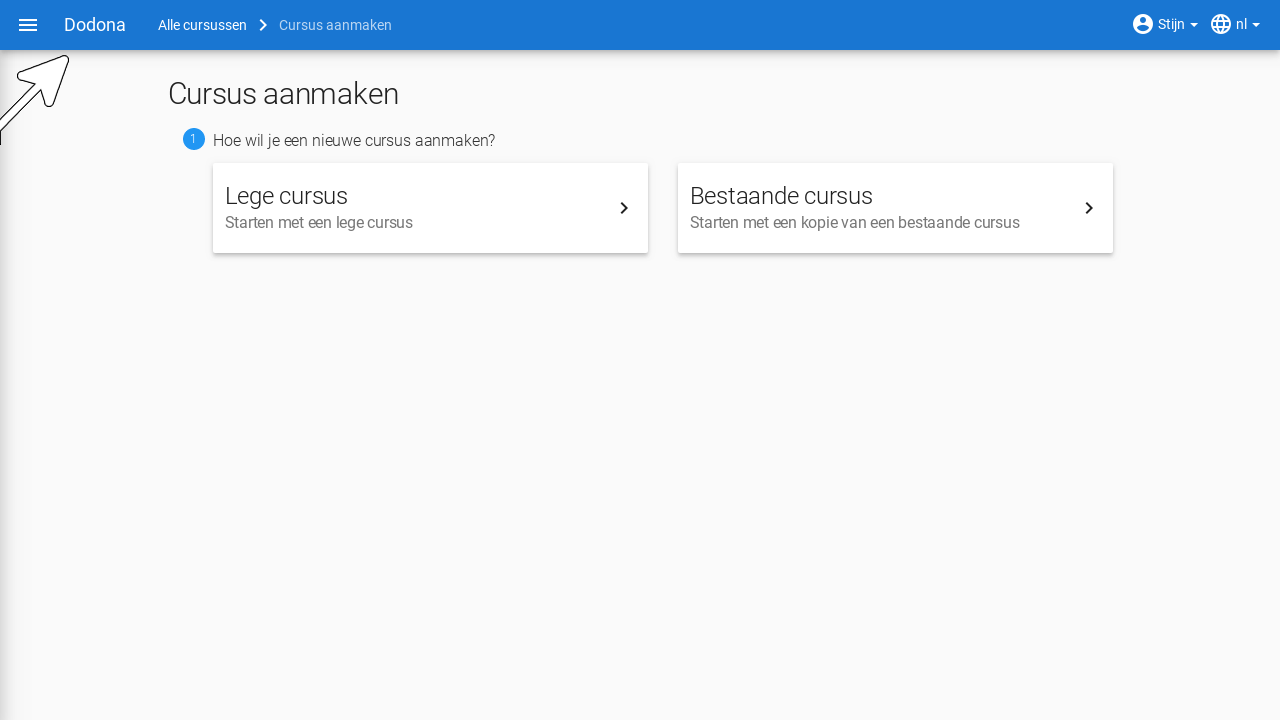 Dodona
Alle cursussen
Cursus aanmaken
Stijn
nl
Cursus aanmaken
1 Hoe wil je een nieuwe cursus aanmaken?
Lege cursus
Starten met een lege cursus
Bestaande cursus
Starten met een kopie van een bestaande cursus